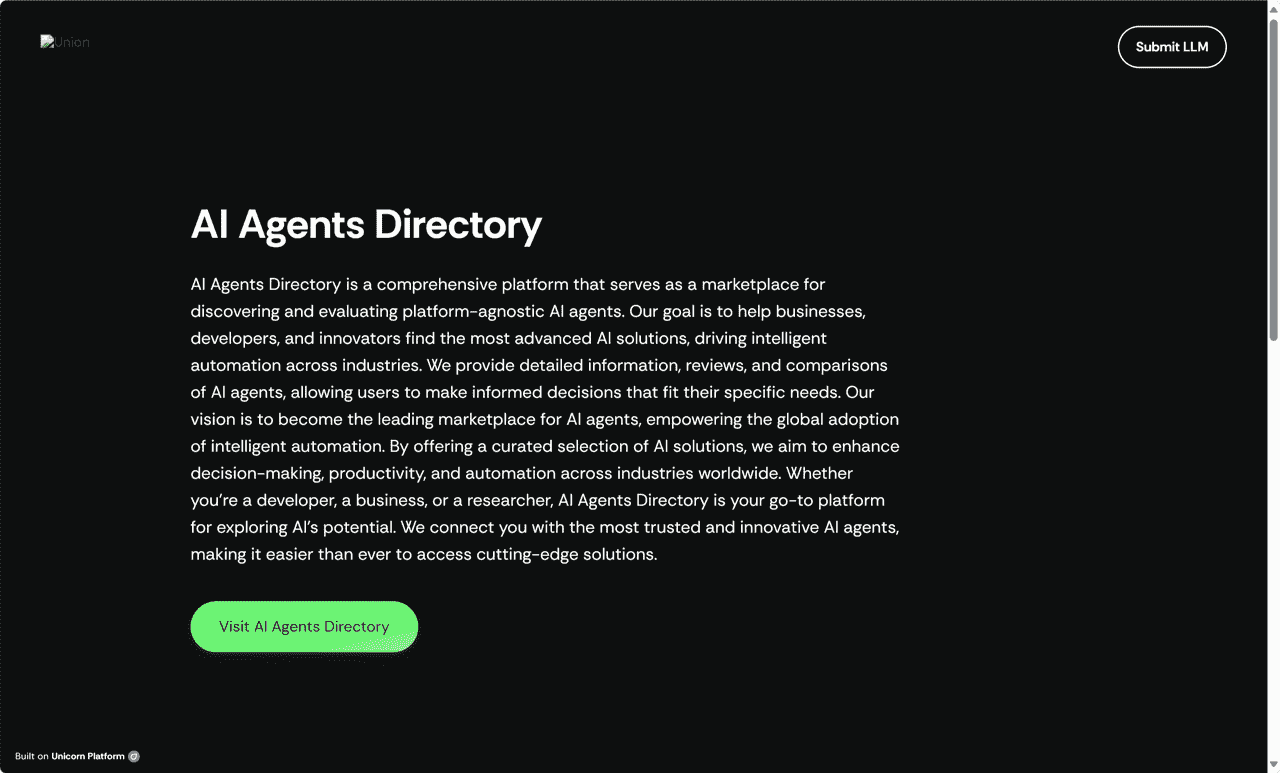 Union
Submit LLM
AI Agents Directory
AI Agents Directory is a comprehensive platform that serves as a marketplace for
discovering and evaluating platform-agnostic AI agents. Our goal is to help businesses,
developers, and innovators find the most advanced AI solutions, driving intelligent
automation across industries. We provide detailed information, reviews, and comparisons
of AI agents, allowing users to make informed decisions that fit their specific needs. Our
vision is to become the leading marketplace for AI agents, empowering the global adoption
of intelligent automation. By offering a curated selection of AI solutions, we aim to enhance
decision-making, productivity, and automation across industries worldwide. Whether
you’re a developer, a business, or a researcher, AI Agents Directory is your go-to platform
for exploring AI’s potential. We connect you with the most trusted and innovative AI agents,
making it easier than ever to access cutting-edge solutions.
Visit AI Agents Directory
Built on Unicorn Platform